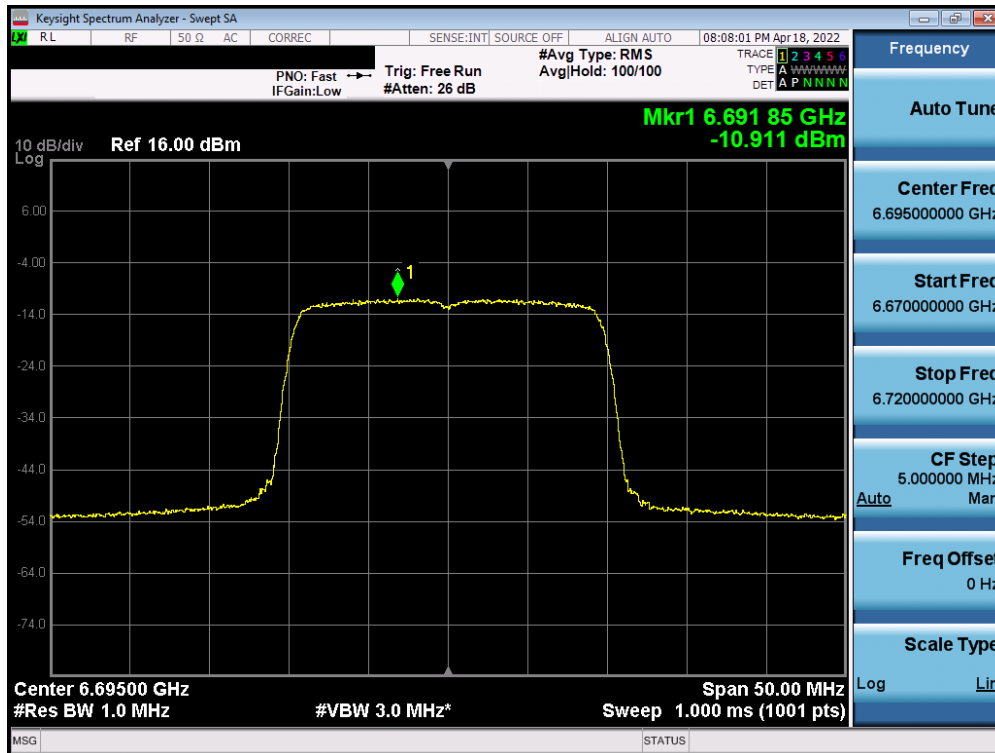 Keysight Spectrum Analyzer - Swept SA
LXI RL RF 50 Ω AC CORREC SENSE:INT SOURCE OFF ALIGN AUTO 08:08:01 PM Apr 18, 2022
#Avg Type: RMS TRACE 1 2 3 4 5 6
PNO: Fast Trig: Free Run Avg|Hold: 100/100 TYPE A WWWWW
IFGain:Low #Atten: 26 dB DET A P N N N N
Mkr1 6.691 85 GHz
-10.911 dBm
10 dB/div Ref 16.00 dBm
Log
1
6.00
-4.00
-14.0
-24.0
-34.0
-44.0
-54.0
-64.0
-74.0
Center 6.69500 GHz Span 50.00 MHz
#Res BW 1.0 MHz #VBW 3.0 MHz* Sweep 1.000 ms (1001 pts)
MSG STATUS
Frequency
Auto Tune
Center Freq
6.695000000 GHz
Start Freq
6.670000000 GHz
Stop Freq
6.720000000 GHz
CF Step
5.000000 MHz
Auto Man
Freq Offset
0 Hz
Scale Type
Log Lin